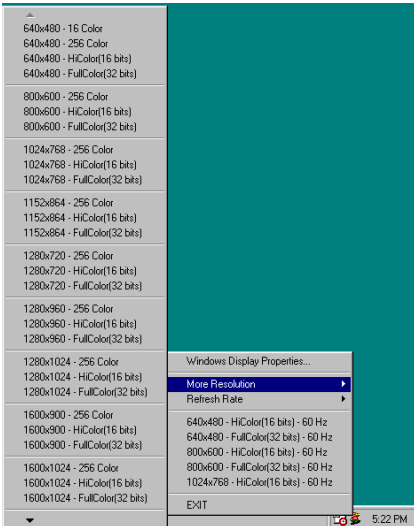 640x480 - 16 Color
640x480 - 256 Color
640x480 - HiColor(16 bits)
640x480 - FullColor(32 bits)
800x600 - 256 Color
800x600 - HiColor(16 bits)
800x600 - FullColor(32 bits)
1024x768 - 256 Color
1024x768 - HiColor(16 bits)
1024x768 - FullColor(32 bits)
1152x864 - 256 Color
1152x864 - HiColor(16 bits)
1152x864 - FullColor(32 bits)
1280x720 - 256 Color
1280x720 - HiColor(16 bits)
1280x720 - FullColor(32 bits)
1280x960 - 256 Color
1280x960 - HiColor(16 bits)
1280x960 - FullColor(32 bits)
1280x1024 - 256 Color
1280x1024 - HiColor(16 bits)
1280x1024 - FullColor(32 bits)
1600x900 - 256 Color
1600x900 - HiColor(16 bits)
1600x900 - FullColor(32 bits)
1600x1024 - 256 Color
1600x1024 - HiColor(16 bits)
1600x1024 - FullColor(32 bits)
Windows Display Properties...
More Resolution
Refresh Rate
640x480 - HiColor(16 bits) - 60 Hz
640x480 - FullColor(32 bits) - 60 Hz
800x600 - HiColor(16 bits) - 60 Hz
800x600 - FullColor(32 bits) - 60 Hz
1024x768 - HiColor(16 bits) - 60 Hz
EXIT
5:22 PM